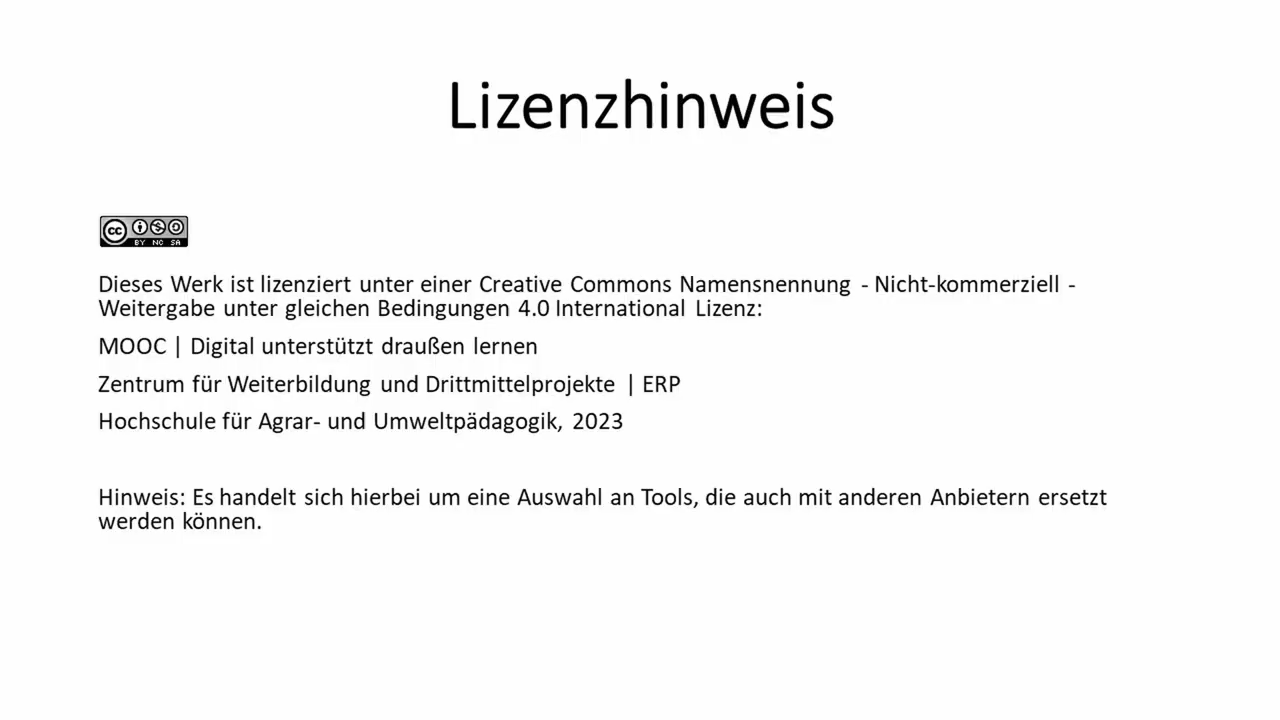 Lizenzhinweis
cc
BY NC SA
Dieses Werk ist lizenziert unter einer Creative Commons Namensnennung - Nicht-kommerziell -
Weitergabe unter gleichen Bedingungen 4.0 International Lizenz:
MOOC | Digital unterstützt draußen lernen
Zentrum für Weiterbildung und Drittmittelprojekte | ERP
Hochschule für Agrar- und Umweltpädagogik, 2023
Hinweis: Es handelt sich hierbei um eine Auswahl an Tools, die auch mit anderen Anbietern ersetzt
werden können.